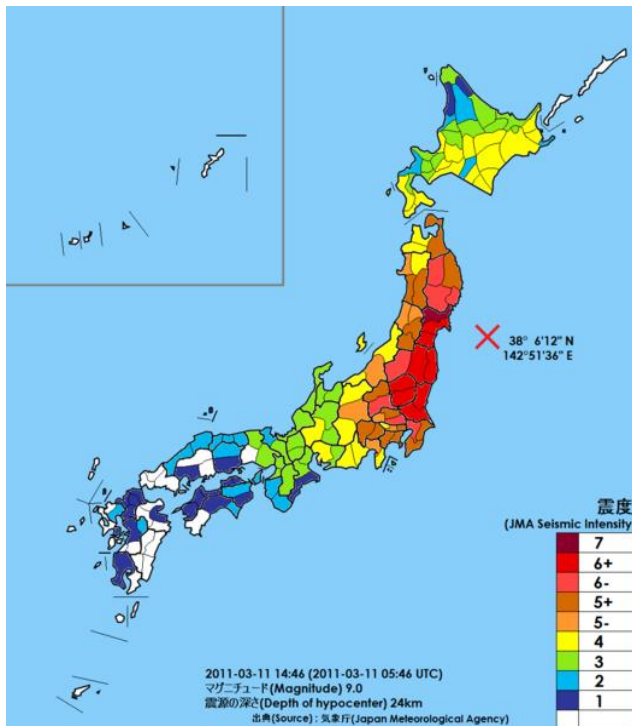 38° 6'12" N
142°51'36" E
震度
(JMA Seismic Intensity)
7
6+
6-
5+
5-
4
3
2
1
2011-03-11 14:46 (2011-03-11 05:46 UTC)
マグニチュード(Magnitude) 9.0
震源の深さ(Depth of hypocenter) 24km
出典(Source) : 気象庁(Japan Meteorological Agency)